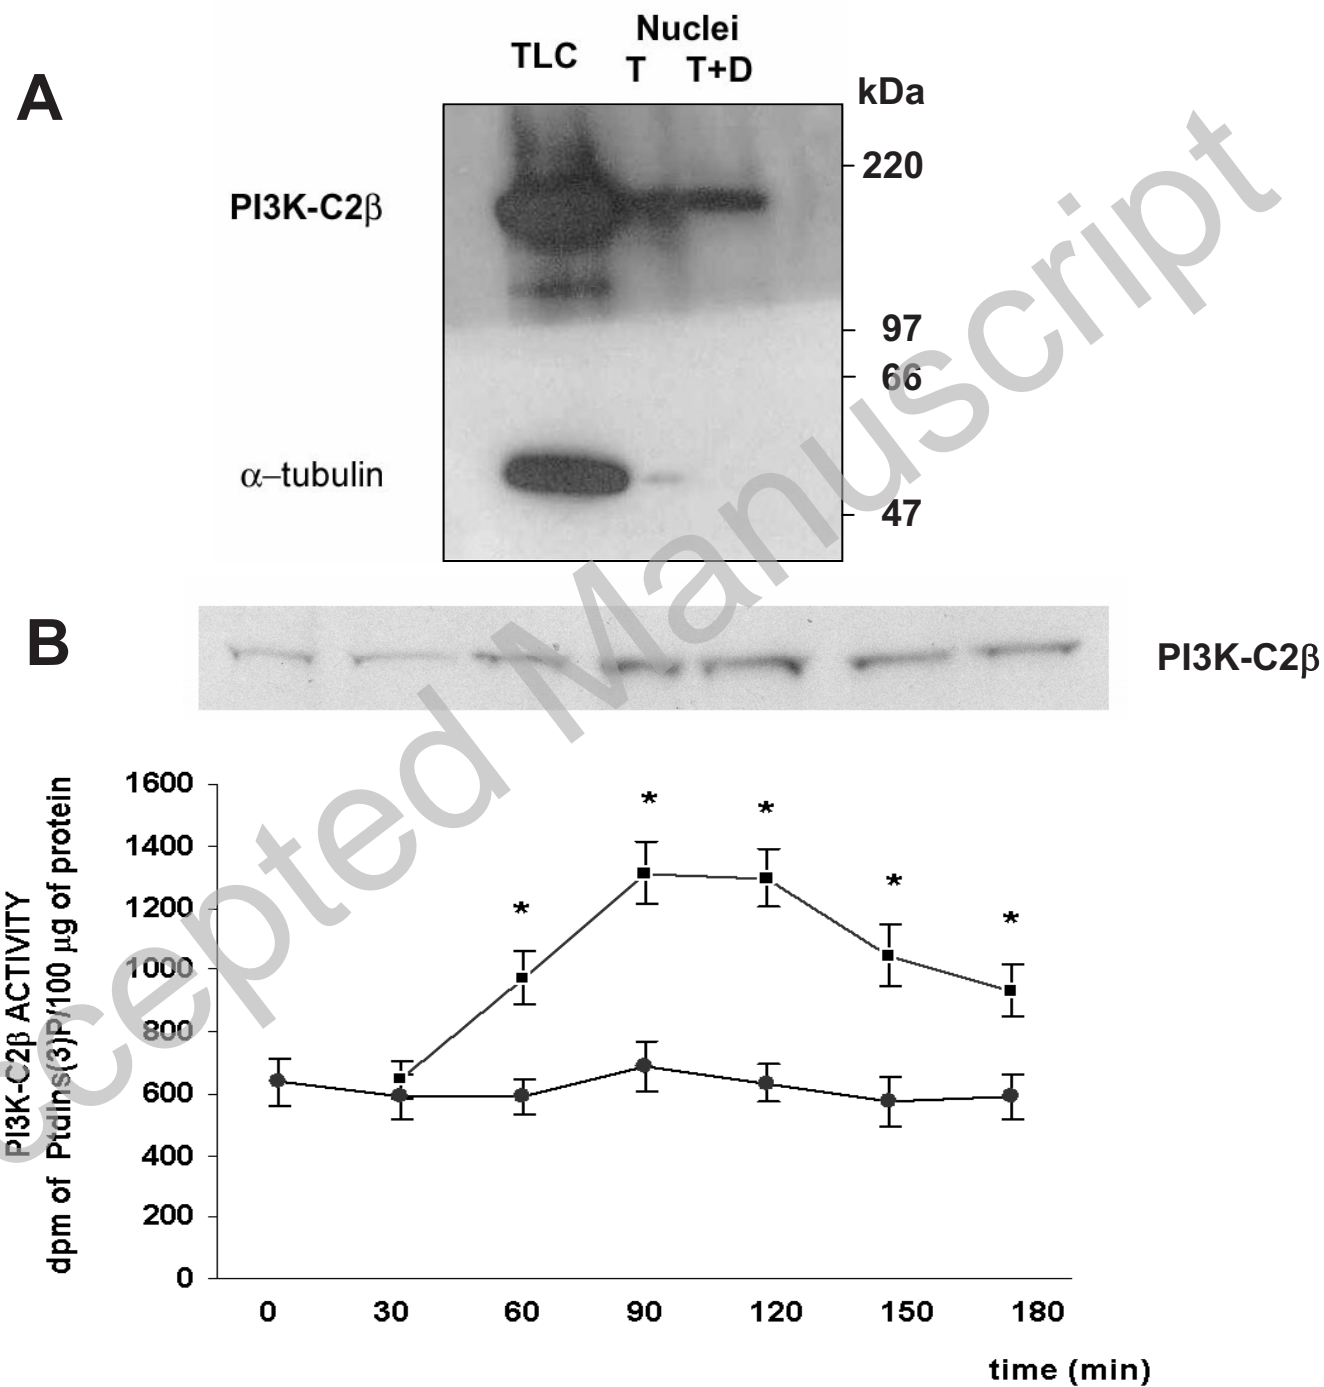 A
TLC
Nuclei
T T+D
kDa
220
PI3K-C2β
97
66
α–tubulin
47
B
PI3K-C2β
PI3K-C2β ACTIVITY
dpm of PtdIns(3)P/100 μg of protein
1600
1400
1200
1000
800
600
400
200
0
* * * * * *
0 30 60 90 120 150 180
time (min)
cepted Manuscript